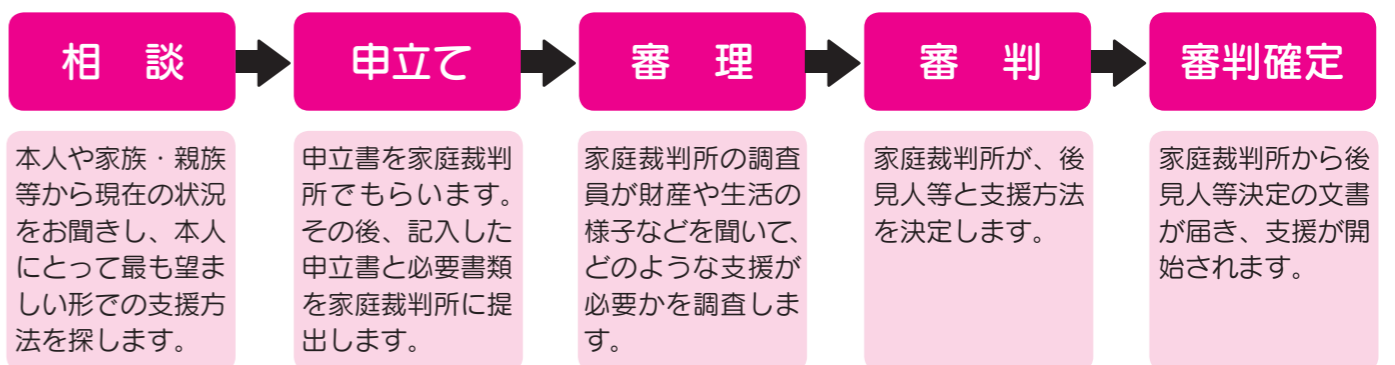 相　談
申立て
審　理
審　判
審判確定
本人や家族・親族
等から現在の状況
をお聞きし、本人
にとって最も望ま
しい形での支援方
法を探します。
申立書を家庭裁判
所でもらいます。
その後、記入した
申立書と必要書類
を家庭裁判所に提
出します。
家庭裁判所の調査
員が財産や生活の
様子などを聞いて、
どのような支援が
必要かを調査しま
す。
家庭裁判所が、後
見人等と支援方法
を決定します。
家庭裁判所から後
見人等決定の文書
が届き、支援が開
始されます。